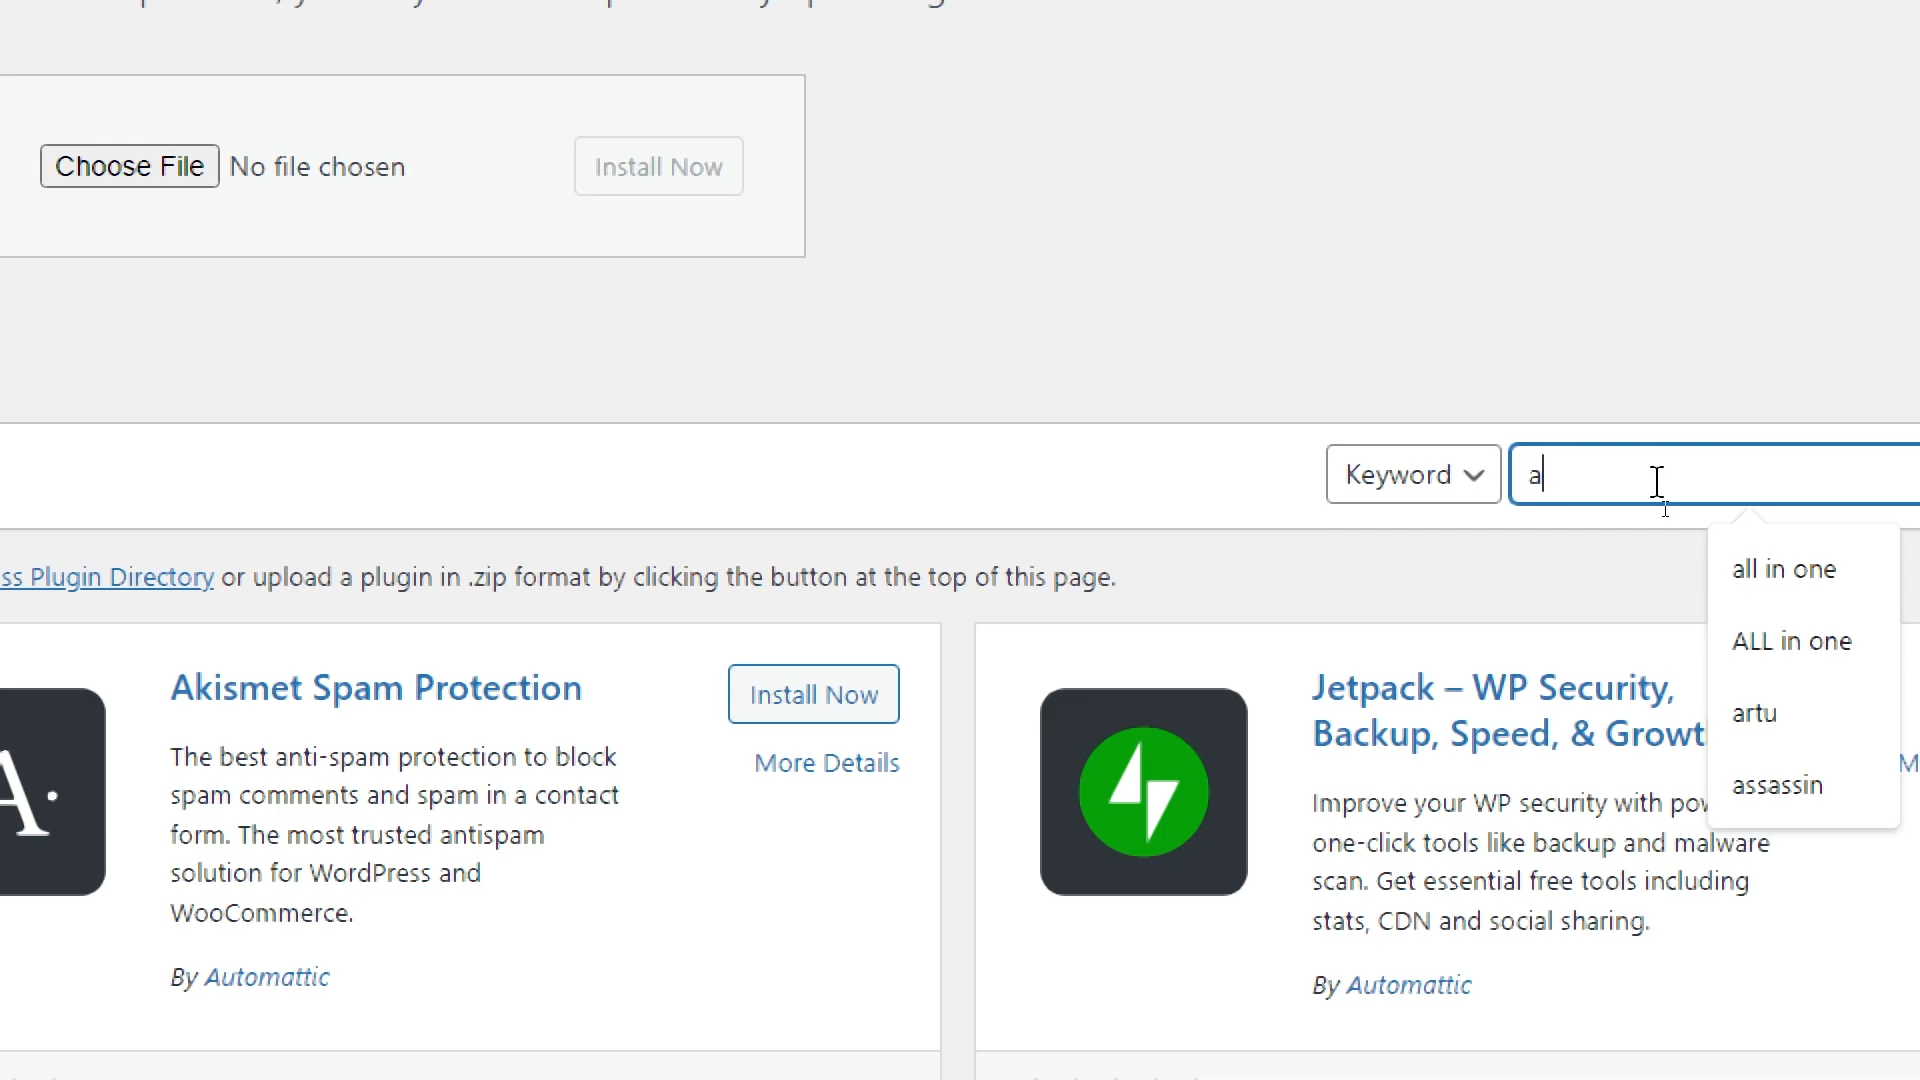 Choose File No file chosen Install Now
Keyword a
all in one
ALL in one
artu
assassin
ss Plugin Directory or upload a plugin in .zip format by clicking the button at the top of this page.
Akismet Spam Protection
Install Now
More Details
The best anti-spam protection to block
spam comments and spam in a contact
form. The most trusted antispam
solution for WordPress and
WooCommerce.
By Automattic
Jetpack – WP Security,
Backup, Speed, & Growt
M
Improve your WP security with pow
one-click tools like backup and malware
scan. Get essential free tools including
stats, CDN and social sharing.
By Automattic
A